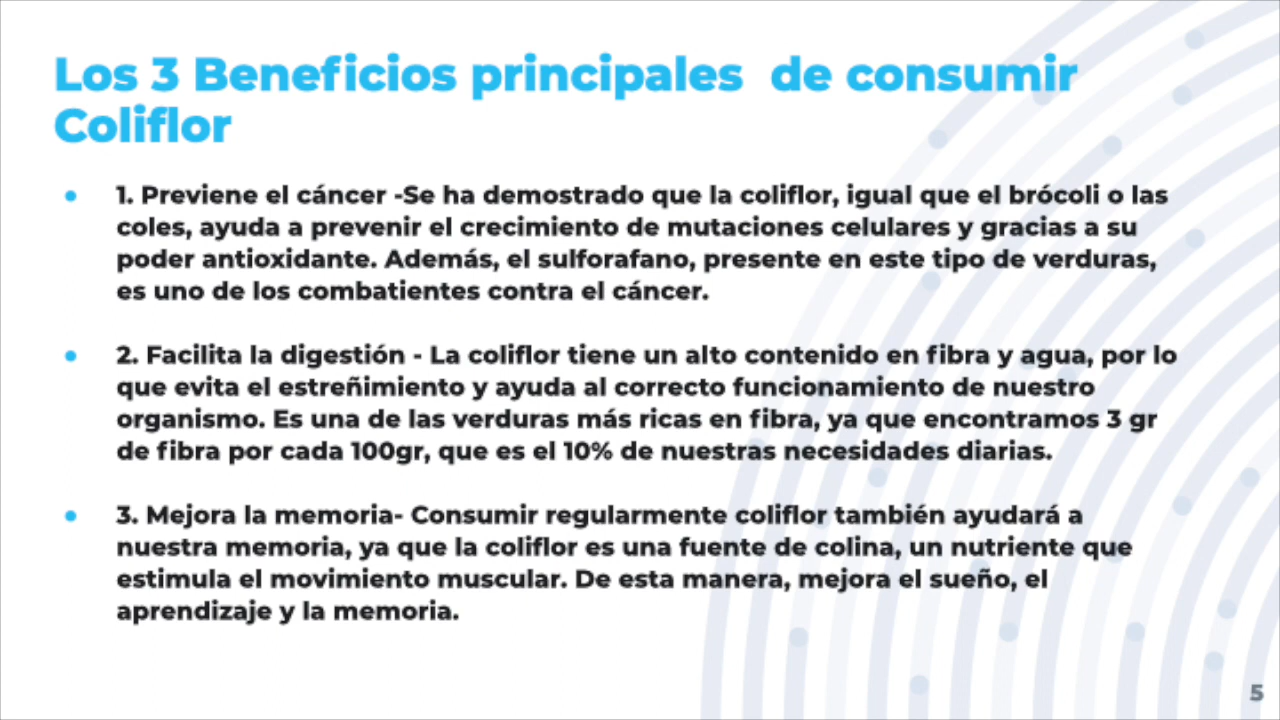 Los 3 Beneficios principales  de consumir
Coliflor
• 1. Previene el cáncer -Se ha demostrado que la coliflor, igual que el brócoli o las
coles, ayuda a prevenir el crecimiento de mutaciones celulares y gracias a su
poder antioxidante. Además, el sulforafano, presente en este tipo de verduras,
es uno de los combatientes contra el cáncer.
• 2. Facilita la digestión - La coliflor tiene un alto contenido en fibra y agua, por lo
que evita el estreñimiento y ayuda al correcto funcionamiento de nuestro
organismo. Es una de las verduras más ricas en fibra, ya que encontramos 3 gr
de fibra por cada 100gr, que es el 10% de nuestras necesidades diarias.
• 3. Mejora la memoria- Consumir regularmente coliflor también ayudará a
nuestra memoria, ya que la coliflor es una fuente de colina, un nutriente que
estimula el movimiento muscular. De esta manera, mejora el sueño, el
aprendizaje y la memoria.
5